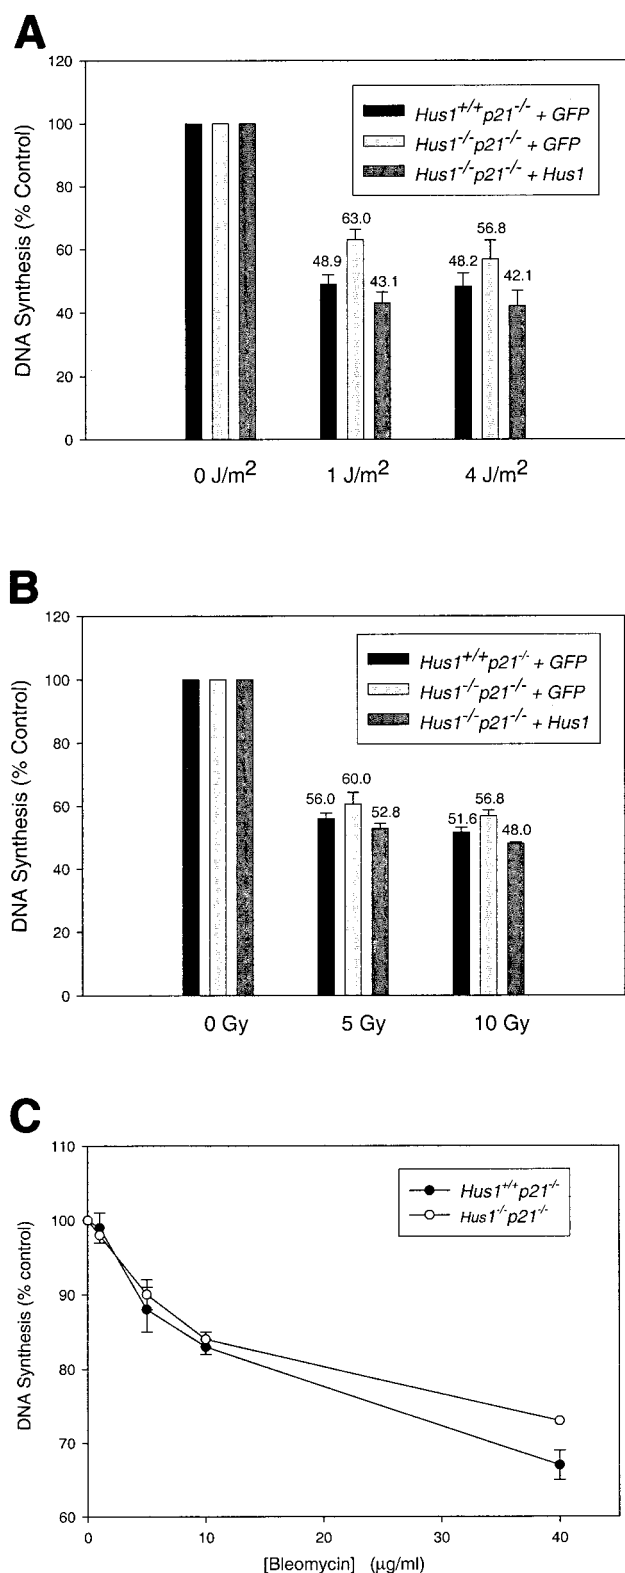 A
120
100
80
60
40
20
0
DNA Synthesis (% Control)
Hus1+/+p21-/- + GFP
Hus1-/-p21-/- + GFP
Hus1-/-p21-/- + Hus1
48.9
63.0
43.1
48.2
56.8
42.1
0 J/m2
1 J/m2
4 J/m2
B
120
100
80
60
40
20
0
DNA Synthesis (% Control)
Hus1+/+p21-/- + GFP
Hus1-/-p21-/- + GFP
Hus1-/-p21-/- + Hus1
56.0
60.0
52.8
51.6
56.8
48.0
0 Gy
5 Gy
10 Gy
C
110
100
90
80
70
60
DNA Synthesis (% control)
Hus1+/+p21-/-
Hus1-/-p21-/-
0
10
20
30
40
[Bleomycin] (μg/ml)